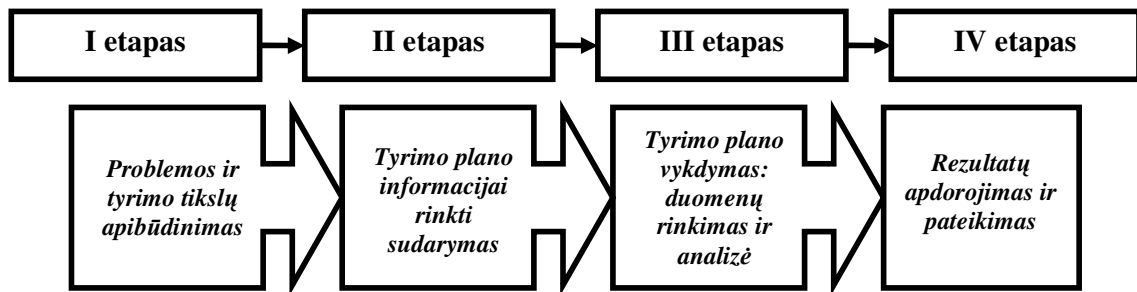 I etapas
II etapas
III etapas
IV etapas
Problemos ir
tyrimo tikslų
apibūdinimas
Tyrimo plano
informacijai
rinkti
sudarymas
Tyrimo plano
vykdymas:
duomenų
rinkimas ir
analizė
Rezultatų
apdorojimas ir
pateikimas